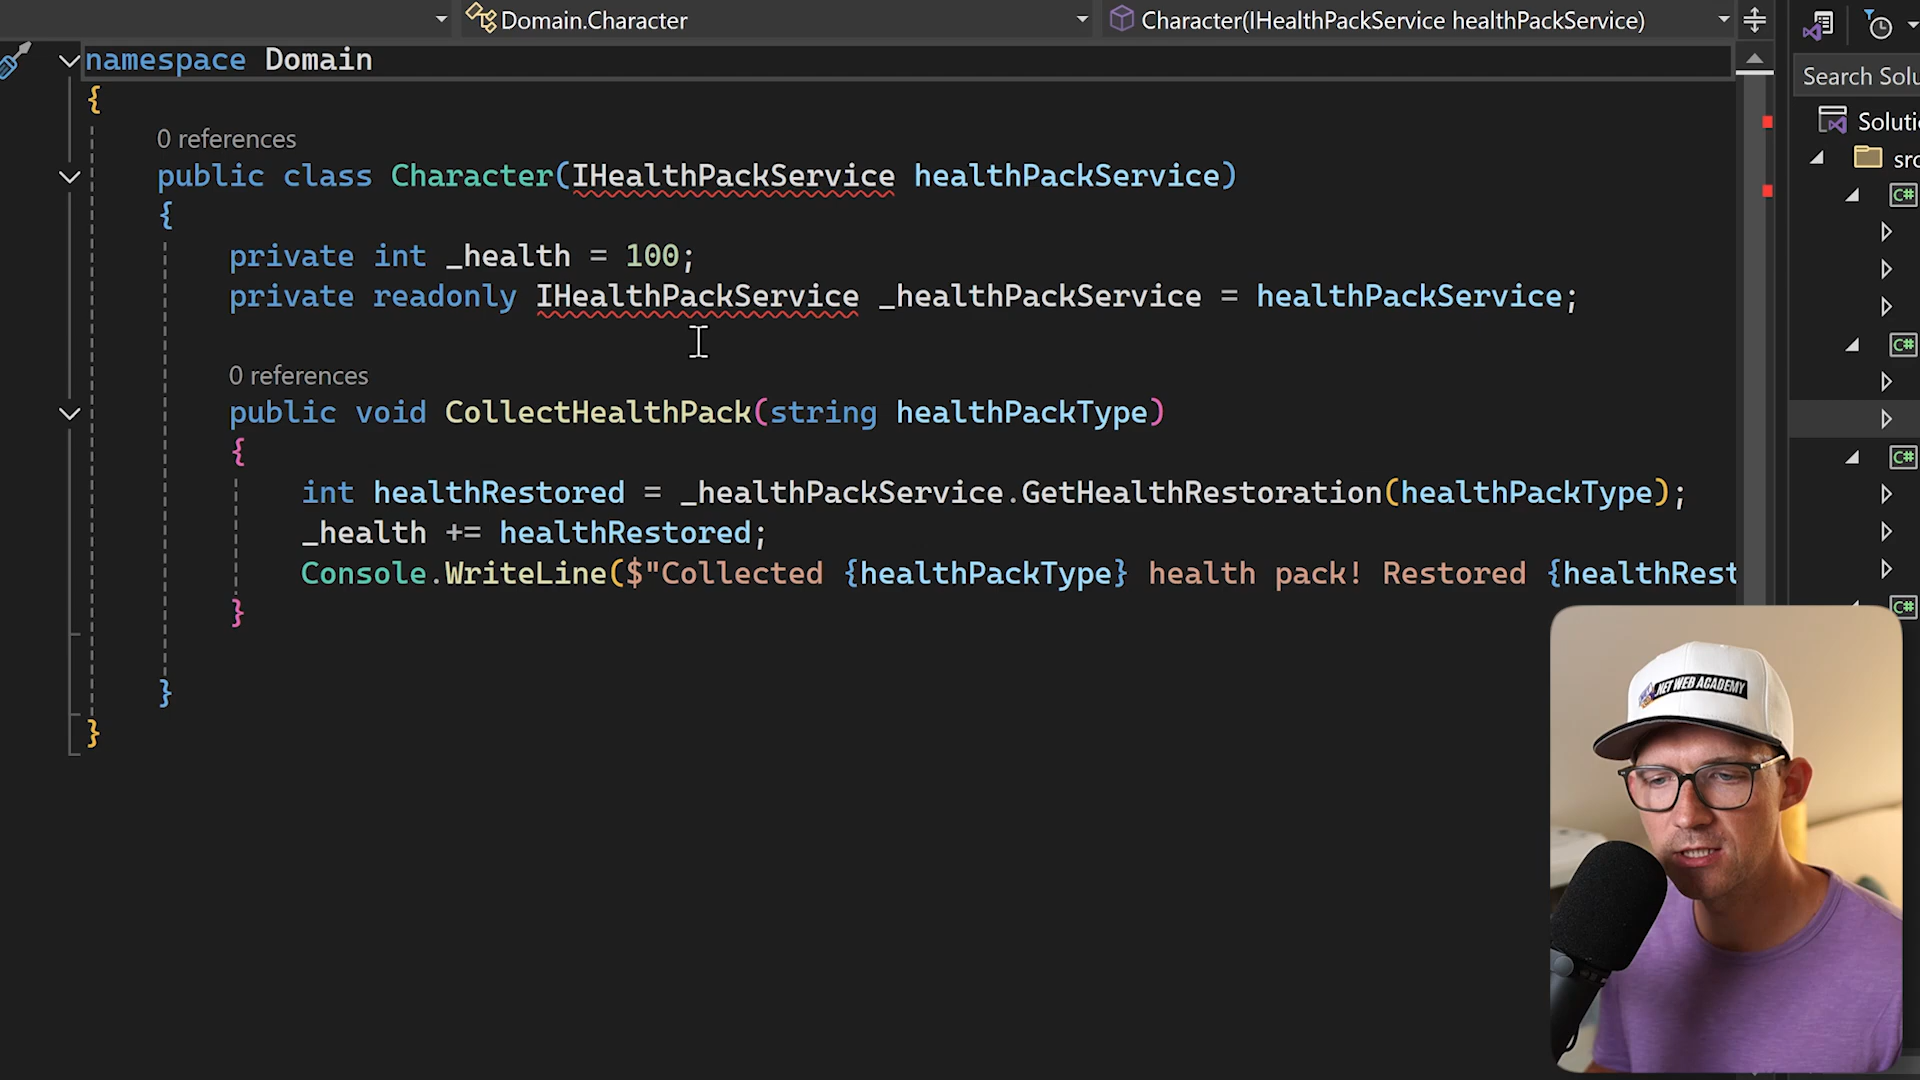 Domain.Character
Character(IHealthPackService healthPackService)
namespace Domain
{
Search Solu
0 references
Soluti
public class Character(IHealthPackService healthPackService)
src
{
C#
private int _health = 100;
private readonly IHealthPackService _healthPackService = healthPackService;
C#
0 references
public void CollectHealthPack(string healthPackType)
{
C#
int healthRestored = _healthPackService.GetHealthRestoration(healthPackType);
_health += healthRestored;
Console.WriteLine($"Collected {healthPackType} health pack! Restored {healthRest
}
C#
}
.NET WEB ACADEMY
}